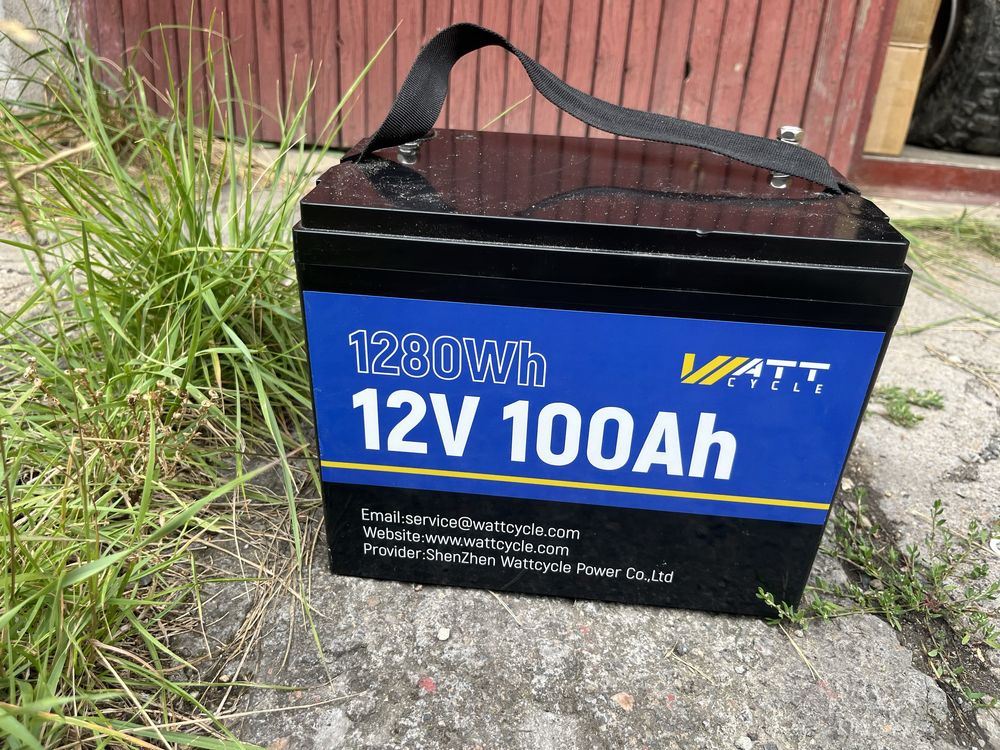 1280Wh
WATT
CYCLE
12V 100Ah
Email:service@wattcycle.com
Website:www.wattcycle.com
Provider:ShenZhen Wattcycle Power Co.,Ltd